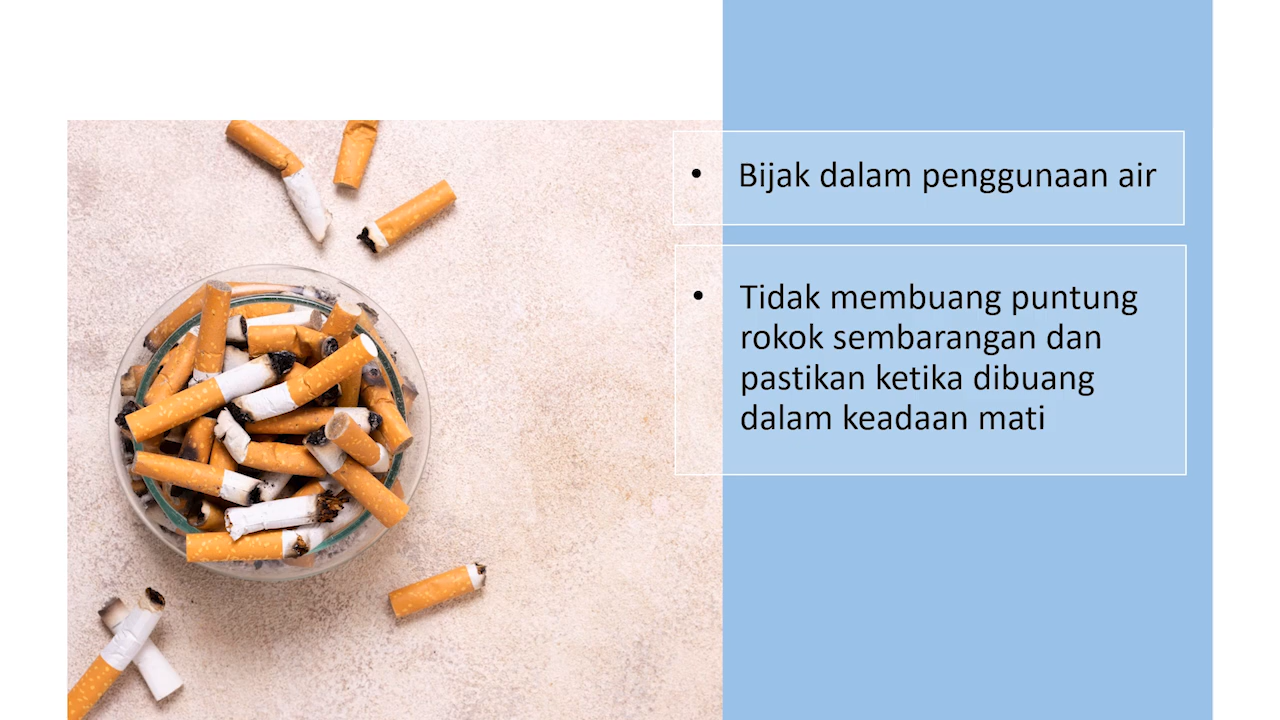 • Bijak dalam penggunaan air
• Tidak membuang puntung
rokok sembarangan dan
pastikan ketika dibuang
dalam keadaan mati